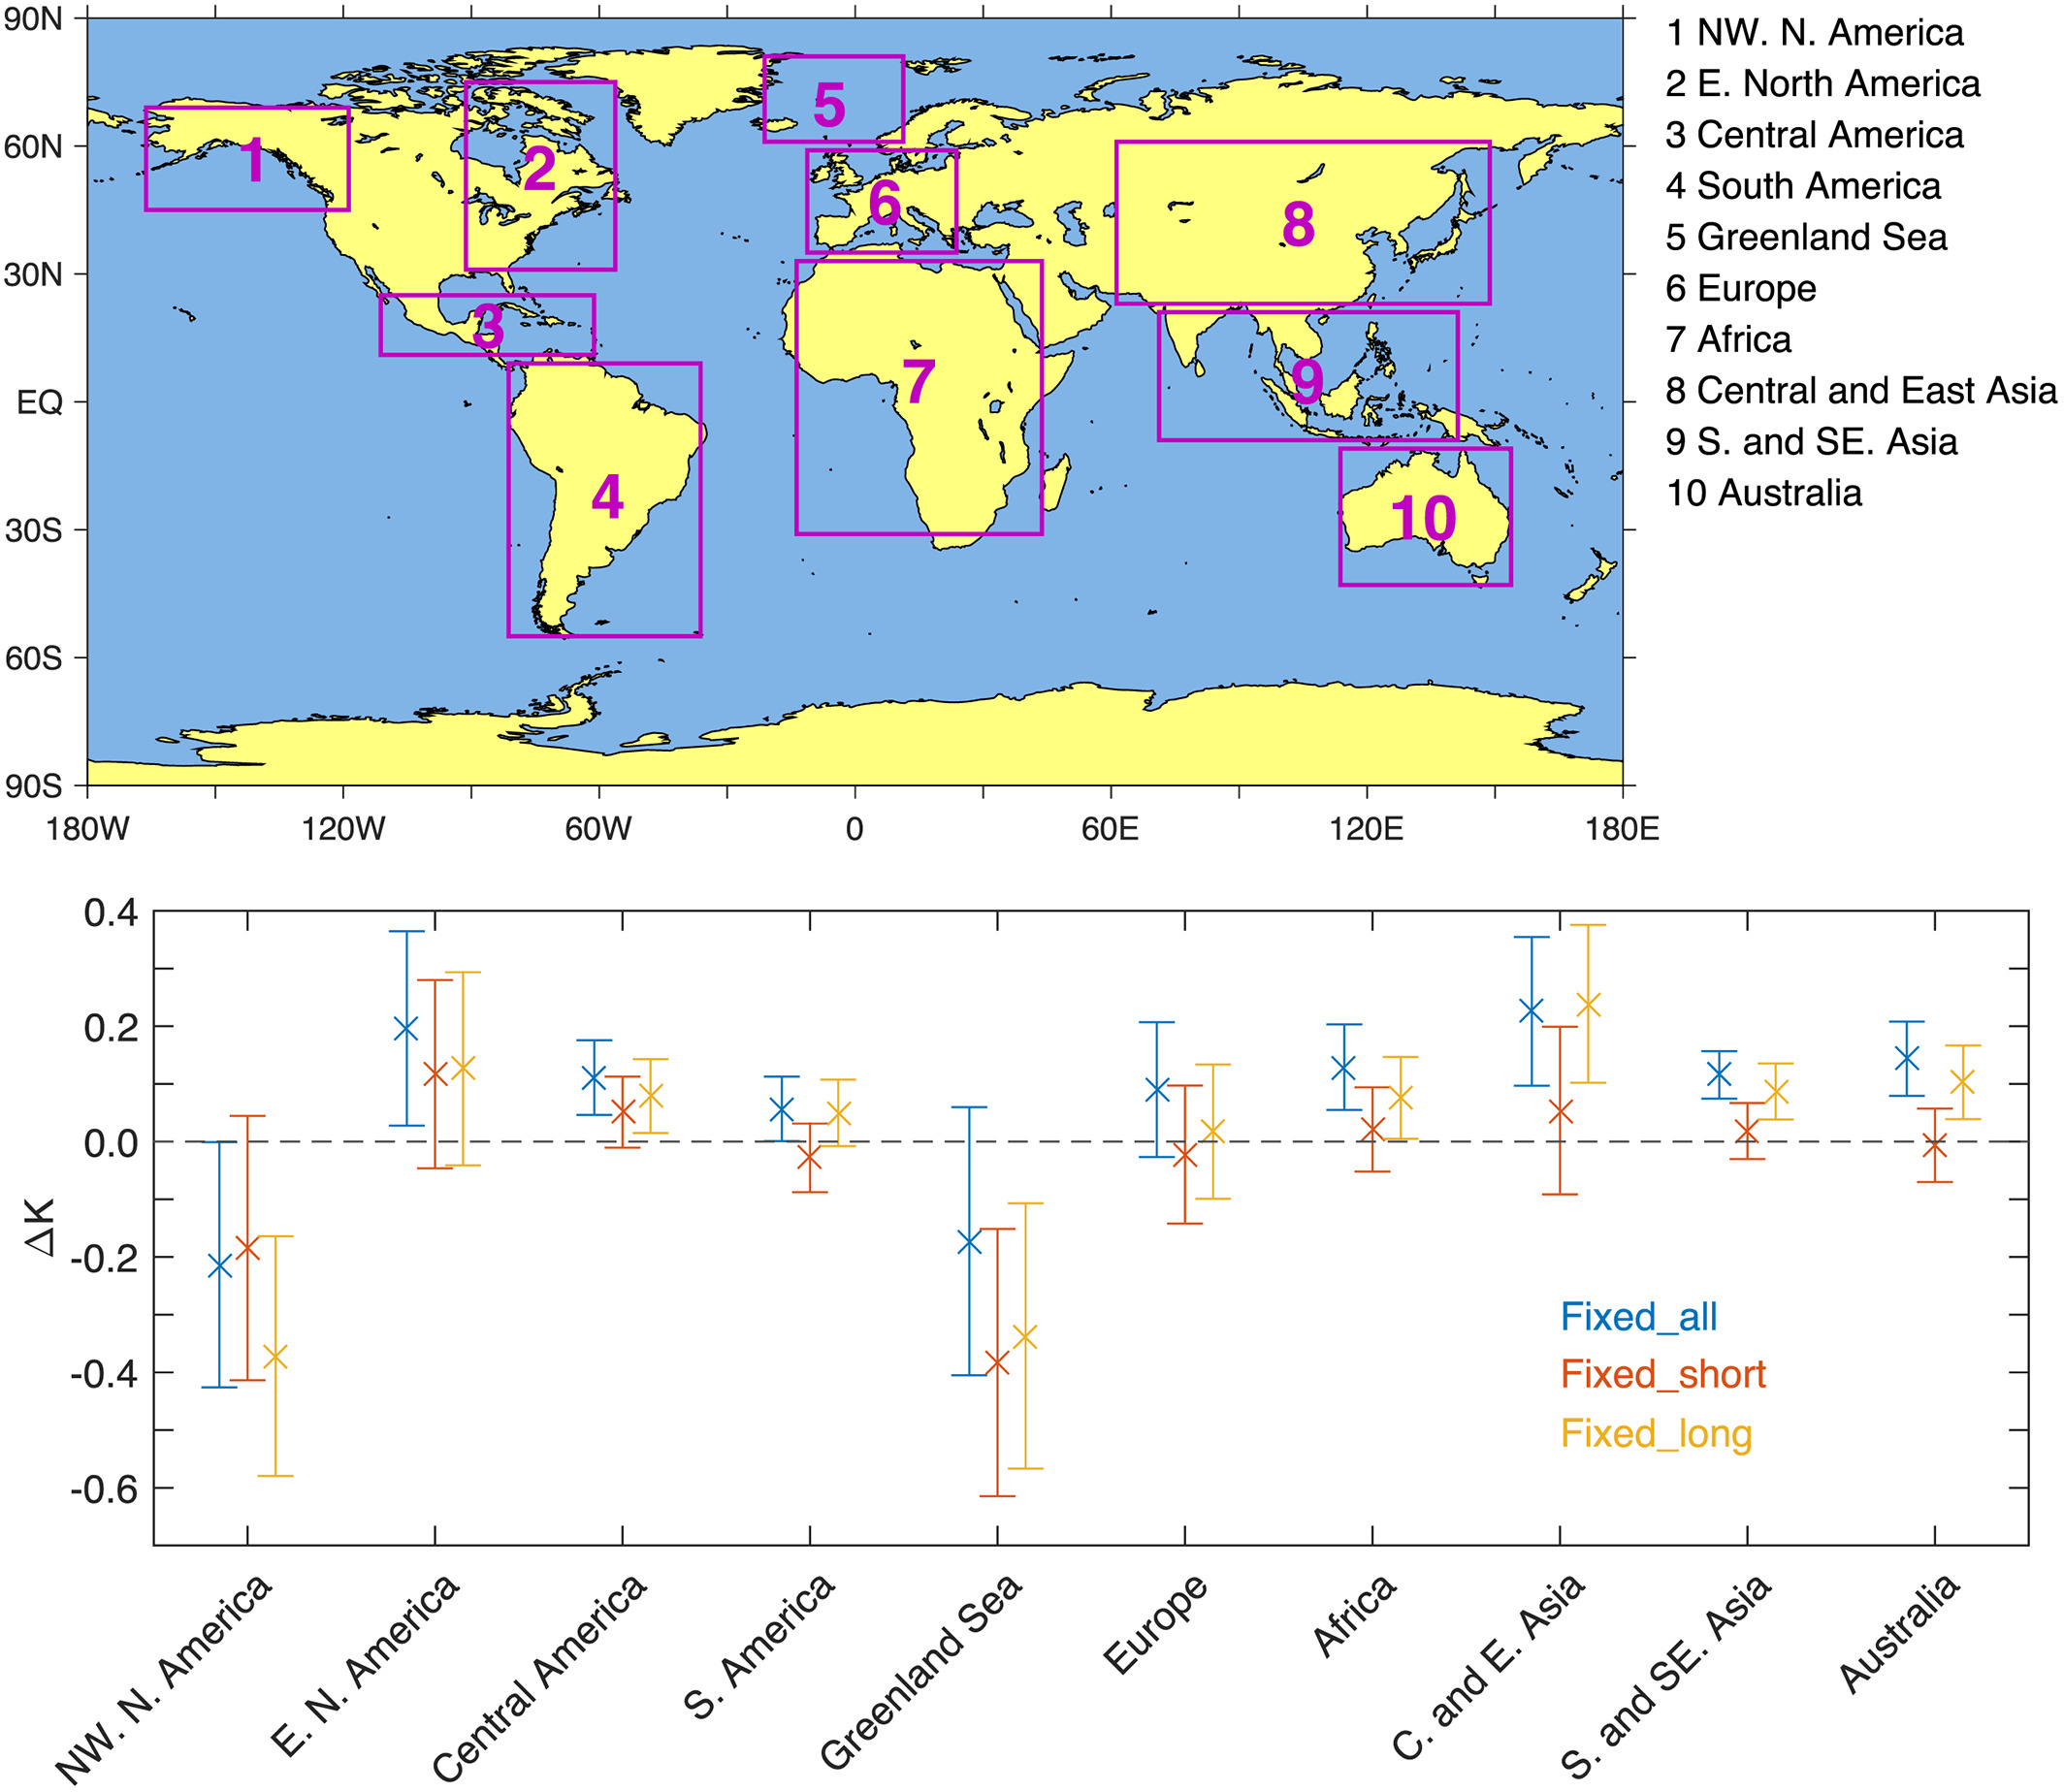 90N
60N
30N
EQ
30S
60S
90S
180W 120W 60W 0 60E 120E 180E
1
2
3
4
5
6
7
8
9
10
1 NW. N. America
2 E. North America
3 Central America
4 South America
5 Greenland Sea
6 Europe
7 Africa
8 Central and East Asia
9 S. and SE. Asia
10 Australia
0.4
0.2
0.0
-0.2
-0.4
-0.6
ΔK
Fixed_all
Fixed_short
Fixed_long
NW. N. America
E. N. America
Central America
S. America
Greenland Sea
Europe
Africa
C. and E. Asia
S. and SE. Asia
Australia